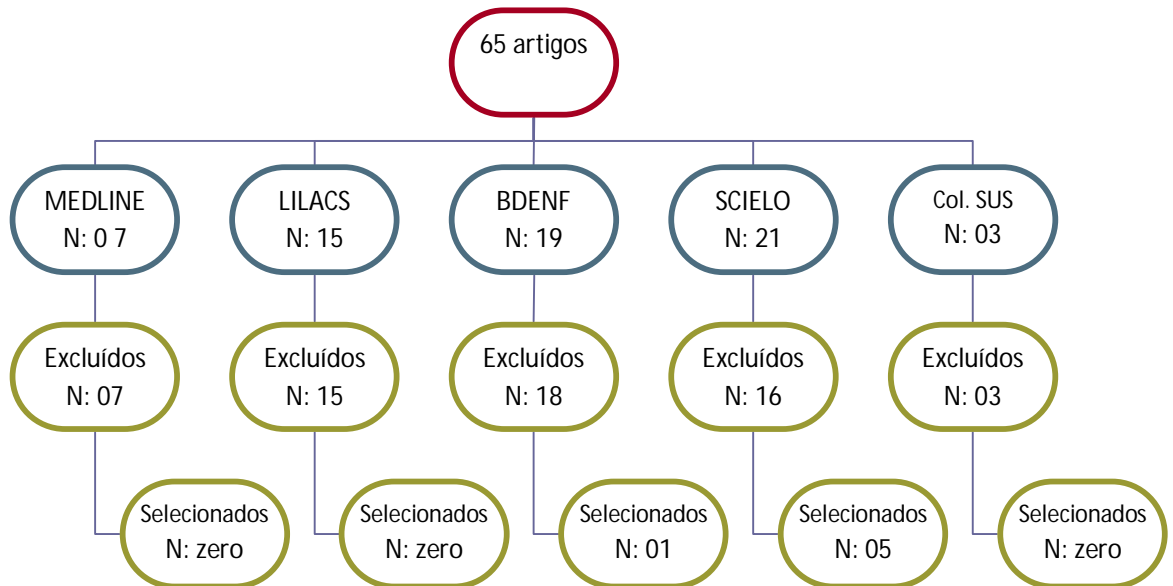 65 artigos
MEDLINE
N: 0 7
LILACS
N: 15
BDENF
N: 19
SCIELO
N: 21
Col. SUS
N: 03
Excluídos
N: 07
Excluídos
N: 15
Excluídos
N: 18
Excluídos
N: 16
Excluídos
N: 03
Selecionados
N: zero
Selecionados
N: zero
Selecionados
N: 01
Selecionados
N: 05
Selecionados
N: zero